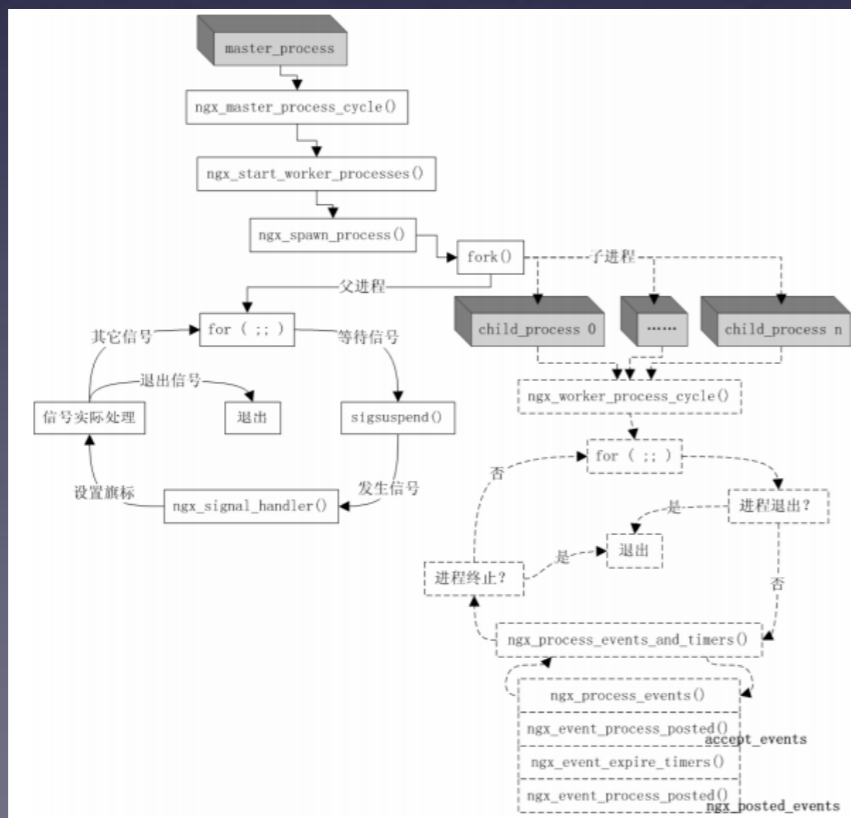 master_process
ngx_master_process_cycle()
ngx_start_worker_processes()
ngx_spawn_process()
fork()
子进程
父进程
child_process 0
……
child_process n
for ( ;; )
其它信号
等待信号
退出信号
信号实际处理
退出
sigsuspend()
设置旗标
发生信号
ngx_signal_handler()
ngx_worker_process_cycle()
for ( ;; )
否
是
进程退出?
退出
进程终止?
是
否
ngx_process_events_and_timers()
ngx_process_events()
ngx_event_process_posted()
accept_events
ngx_event_expire_timers()
ngx_event_process_posted()
ngx_posted_events